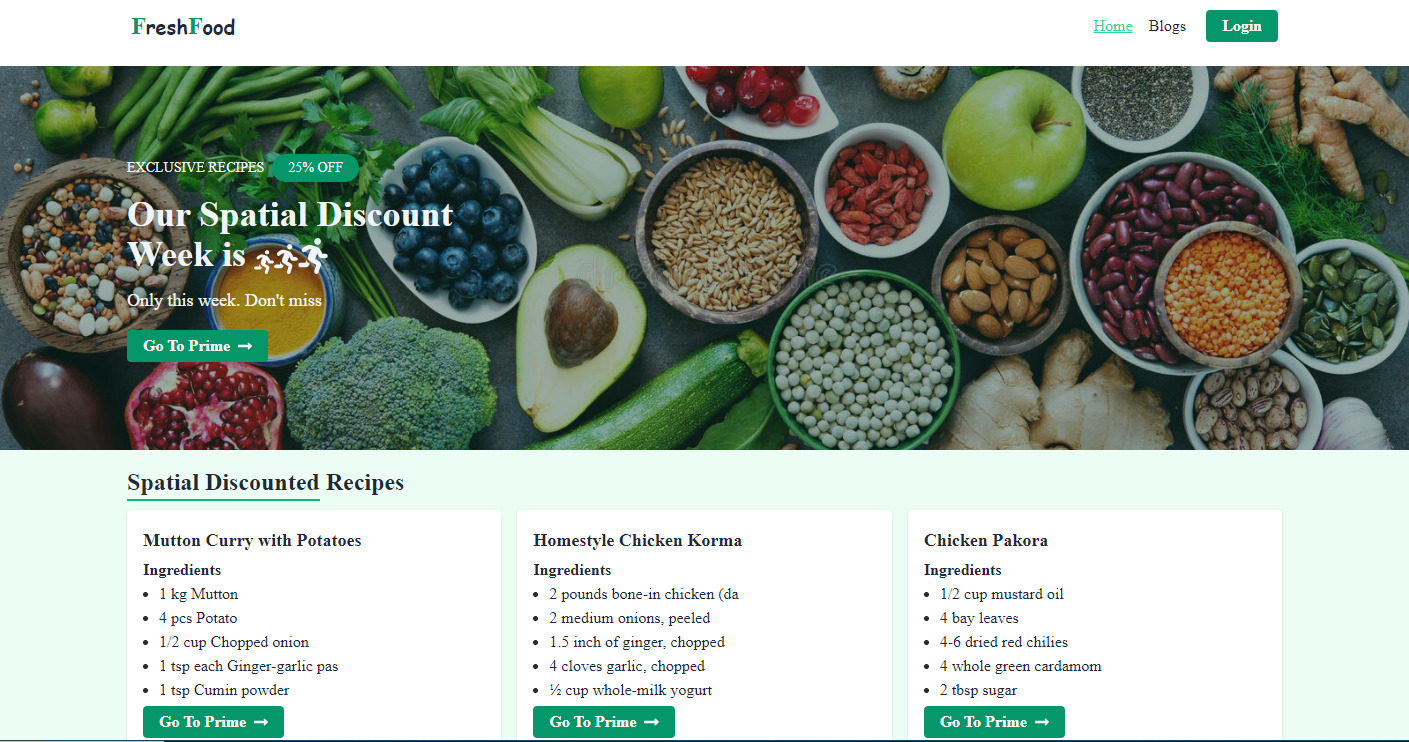 FreshFood
Home Blogs Login
EXCLUSIVE RECIPES 25% OFF
Our Spatial Discount
Week is
Only this week. Don't miss
Go To Prime
Spatial Discounted Recipes
Mutton Curry with Potatoes
Ingredients
1 kg Mutton
4 pcs Potato
1/2 cup Chopped onion
1 tsp each Ginger-garlic pas
1 tsp Cumin powder
Go To Prime
Homestyle Chicken Korma
Ingredients
2 pounds bone-in chicken (da
2 medium onions, peeled
1.5 inch of ginger, chopped
4 cloves garlic, chopped
½ cup whole-milk yogurt
Go To Prime
Chicken Pakora
Ingredients
1/2 cup mustard oil
4 bay leaves
4-6 dried red chilies
4 whole green cardamom
2 tbsp sugar
Go To Prime